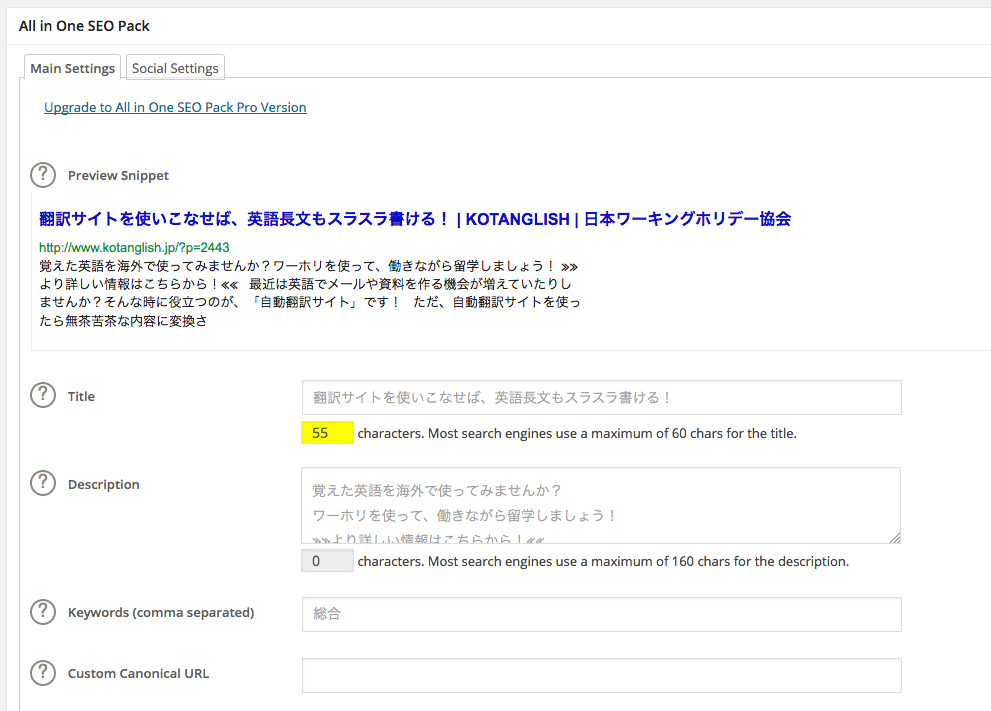 All in One SEO Pack
Main Settings
Social Settings
Upgrade to All in One SEO Pack Pro Version
? Preview Snippet
翻訳サイトを使いこなせば、英語長文もスラスラ書ける！ | KOTANGLISH | 日本ワーキングホリデー協会
http://www.kotanglish.jp/?p=2443
覚えた英語を海外で使ってみませんか？ワーホリを使って、働きながら留学しましょう！ »»
より詳しい情報はこちらから！«« 最近は英語でメールや資料を作る機会が増えていたりし
ませんか？そんな時に役立つのが、「自動翻訳サイト」です！ ただ、自動翻訳サイトを使っ
たら無茶苦茶な内容に変換さ
? Title
翻訳サイトを使いこなせば、英語長文もスラスラ書ける！
55 characters. Most search engines use a maximum of 60 chars for the title.
? Description
覚えた英語を海外で使ってみませんか？
ワーホリを使って、働きながら留学しましょう！
»»より詳しい情報はこちらから！««
0 characters. Most search engines use a maximum of 160 chars for the description.
? Keywords (comma separated)
総合
? Custom Canonical URL